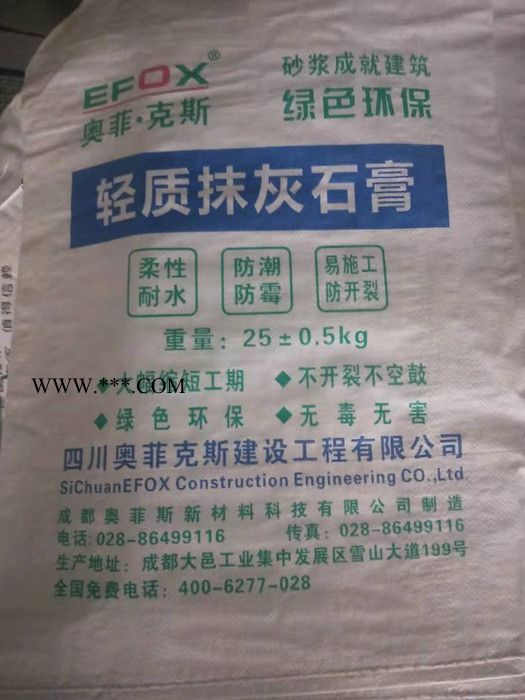 EFOX®
奥菲·克斯
砂浆成就建筑
绿色环保
轻质抹灰石膏
柔性
耐水
防潮
防霉
易施工
防开裂
重量：25±0.5kg
◆大幅缩短工期 ◆不开裂不空鼓
WWW.***.COM
◆绿色环保 ◆无毒无害
四川奥菲克斯建设工程有限公司
SiChuanEFOX Construction Engineering CO.,Ltd
成都奥菲斯新材料科技有限公司制造
电话:028-86499116 传真：028-86499116
生产地址：成都大邑工业集中发展区雪山大道199号
全国免费电话：400-6277-028
值得信赖